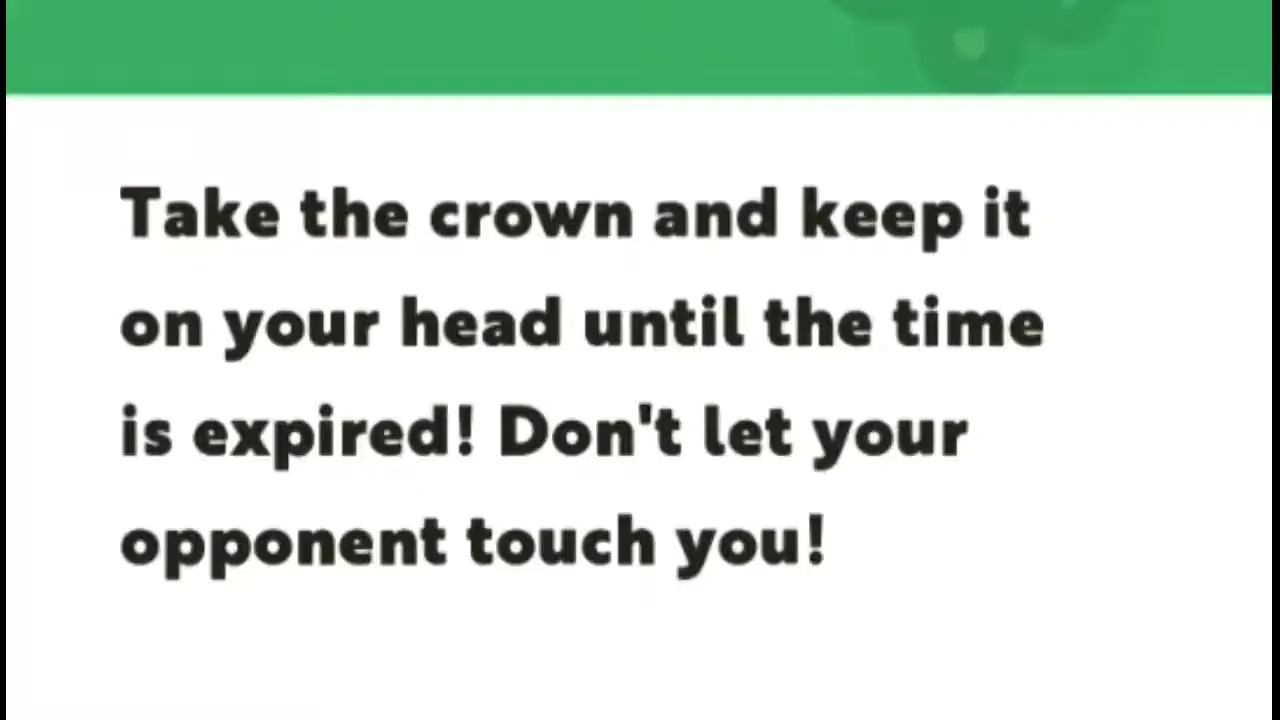 Take the crown and keep it
on your head until the time
is expired! Don't let your
opponent touch you!